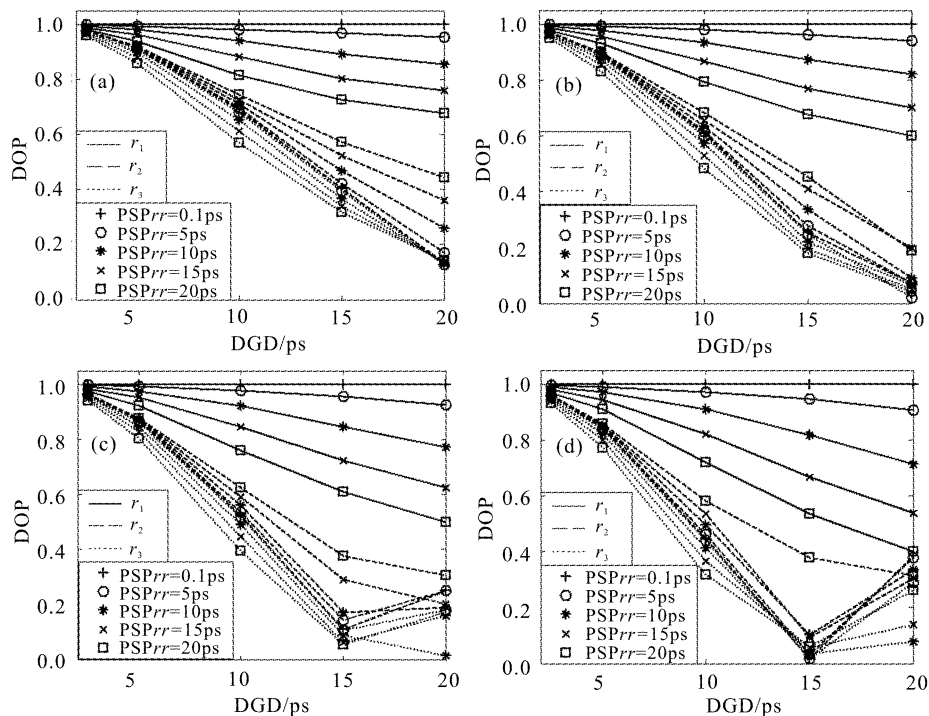 1.0
0.8
0.6
0.4
0.2
0.0
DOP
(a)
r1
r2
r3
PSPrr=0.1ps
PSPrr=5ps
PSPrr=10ps
PSPrr=15ps
PSPrr=20ps
5 10 15 20
DGD/ps
1.0
0.8
0.6
0.4
0.2
0.0
DOP
(b)
r1
r2
r3
PSPrr=0.1ps
PSPrr=5ps
PSPrr=10ps
PSPrr=15ps
PSPrr=20ps
5 10 15 20
DGD/ps
1.0
0.8
0.6
0.4
0.2
0.0
DOP
(c)
r1
r2
r3
PSPrr=0.1ps
PSPrr=5ps
PSPrr=10ps
PSPrr=15ps
PSPrr=20ps
5 10 15 20
DGD/ps
1.0
0.8
0.6
0.4
0.2
0.0
DOP
(d)
r1
r2
r3
PSPrr=0.1ps
PSPrr=5ps
PSPrr=10ps
PSPrr=15ps
PSPrr=20ps
5 10 15 20
DGD/ps